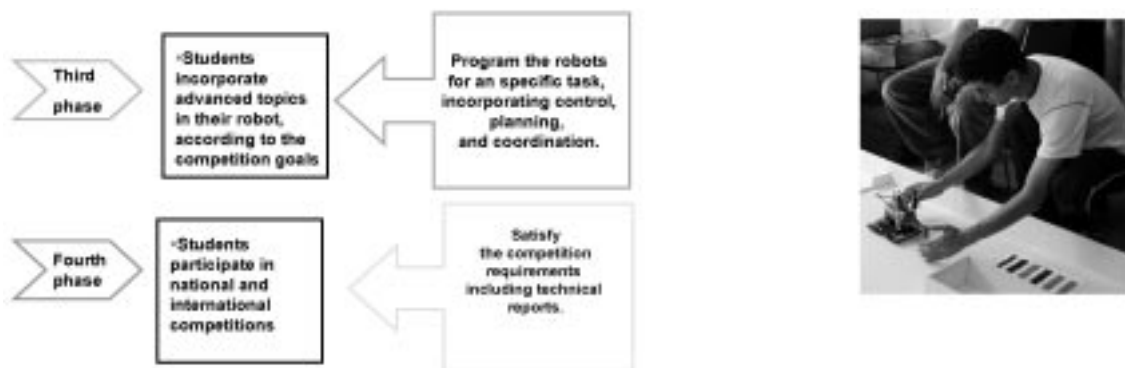 Third
phase
▫Students
incorporate
advanced topics
in their robot,
according to the
competition goals
Program the robots
for an specific task,
incorporating control,
planning,
and coordination.
Fourth
phase
▫Students
participate in
national and
international
competitions
Satisfy
the competition
requirements
including technical
reports.